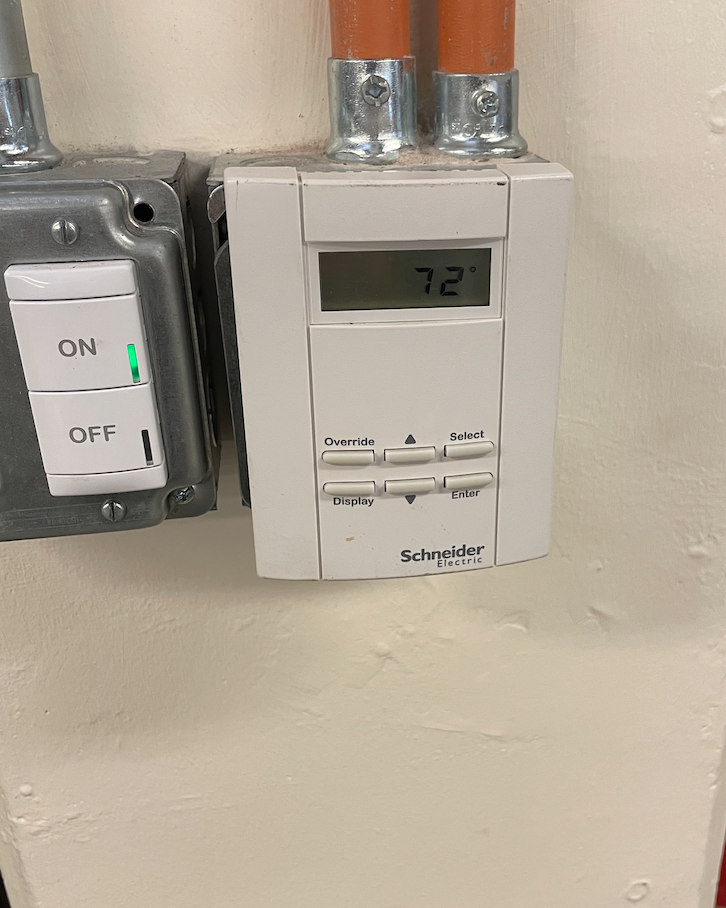 ON
OFF
72°
Override
Select
Display
Enter
Schneider
Electric